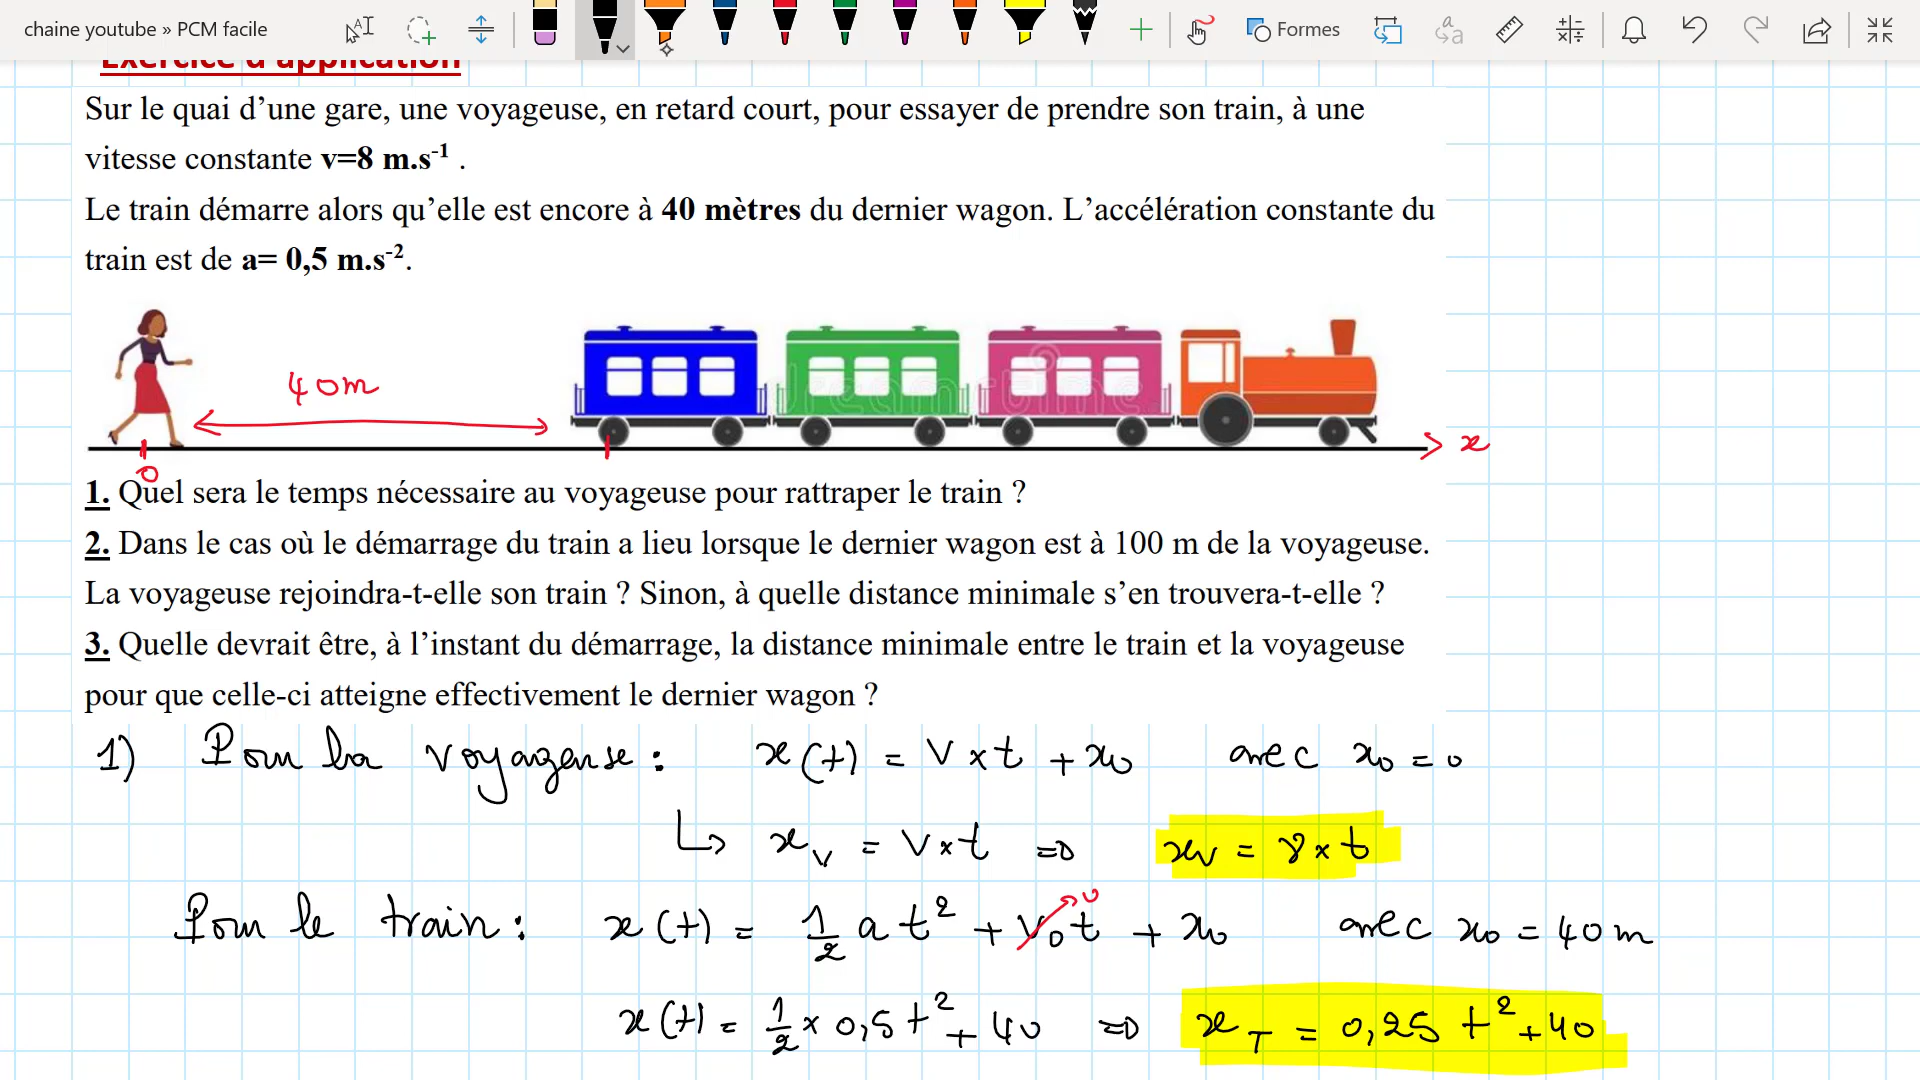 chaine youtube » PCM facile
Formes
Exercice d'application
Sur le quai d'une gare, une voyageuse, en retard court, pour essayer de prendre son train, à une
vitesse constante v=8 m.s-1 .
Le train démarre alors qu'elle est encore à 40 mètres du dernier wagon. L'accélération constante du
train est de a= 0,5 m.s-2.
40m
x
0
1. Quel sera le temps nécessaire au voyageuse pour rattraper le train ?
2. Dans le cas où le démarrage du train a lieu lorsque le dernier wagon est à 100 m de la voyageuse.
La voyageuse rejoindra-t-elle son train ? Sinon, à quelle distance minimale s'en trouvera-t-elle ?
3. Quelle devrait être, à l'instant du démarrage, la distance minimale entre le train et la voyageuse
pour que celle-ci atteigne effectivement le dernier wagon ?
1) Pour la voyageuse : x(t) = V × t + x0 avec x0 = 0
↳ xV = V × t => xV = 8 × t
Pour le train : x(t) = 1/2 a t² + V0 t + x0 avec x0 = 40 m
0
x(t) = 1/2 × 0,5 t² + 40 => xT = 0,25 t² + 40